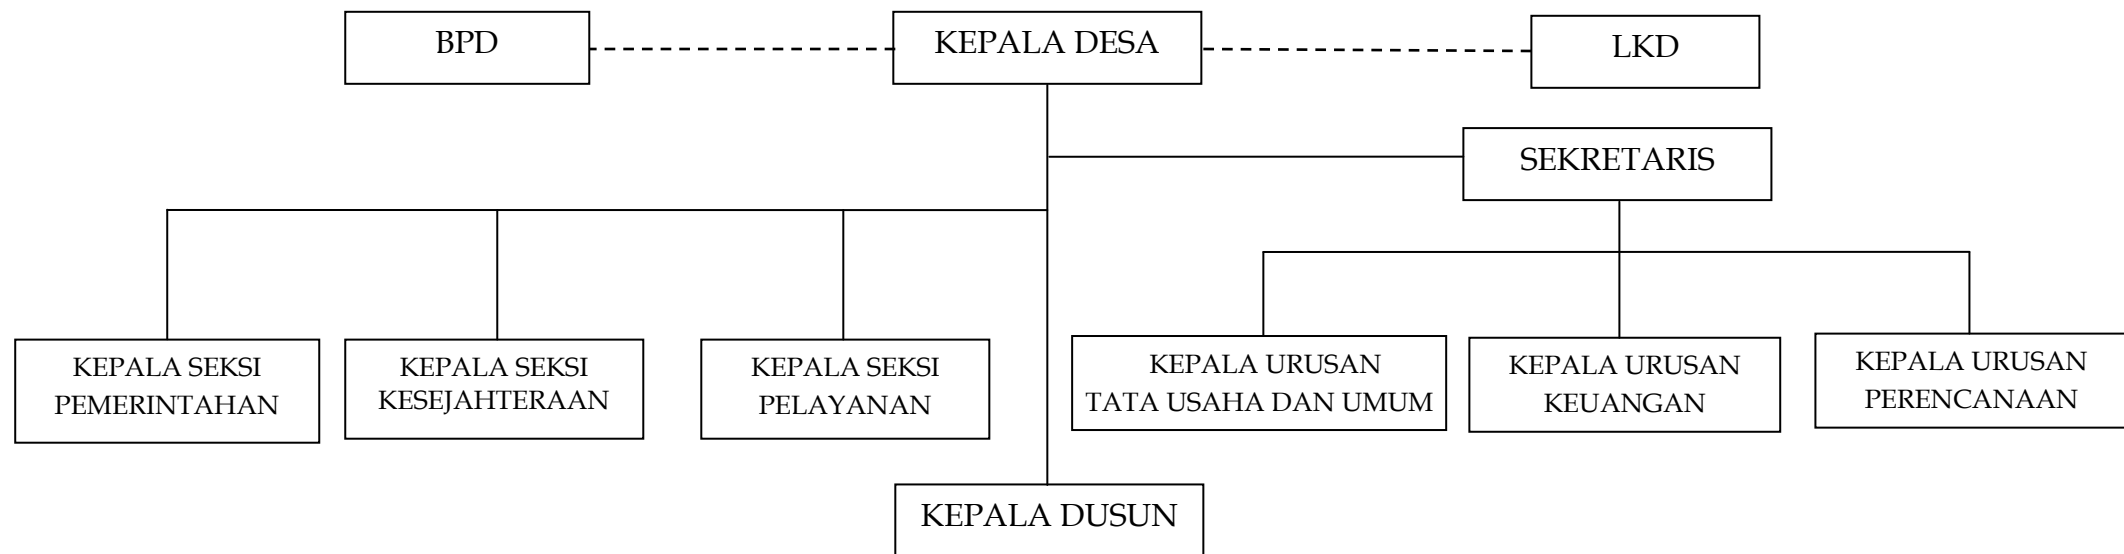 BPD
KEPALA DESA
LKD
SEKRETARIS
KEPALA SEKSI
PEMERINTAHAN
KEPALA SEKSI
KESEJAHTERAAN
KEPALA SEKSI
PELAYANAN
KEPALA URUSAN
TATA USAHA DAN UMUM
KEPALA URUSAN
KEUANGAN
KEPALA URUSAN
PERENCANAAN
KEPALA DUSUN